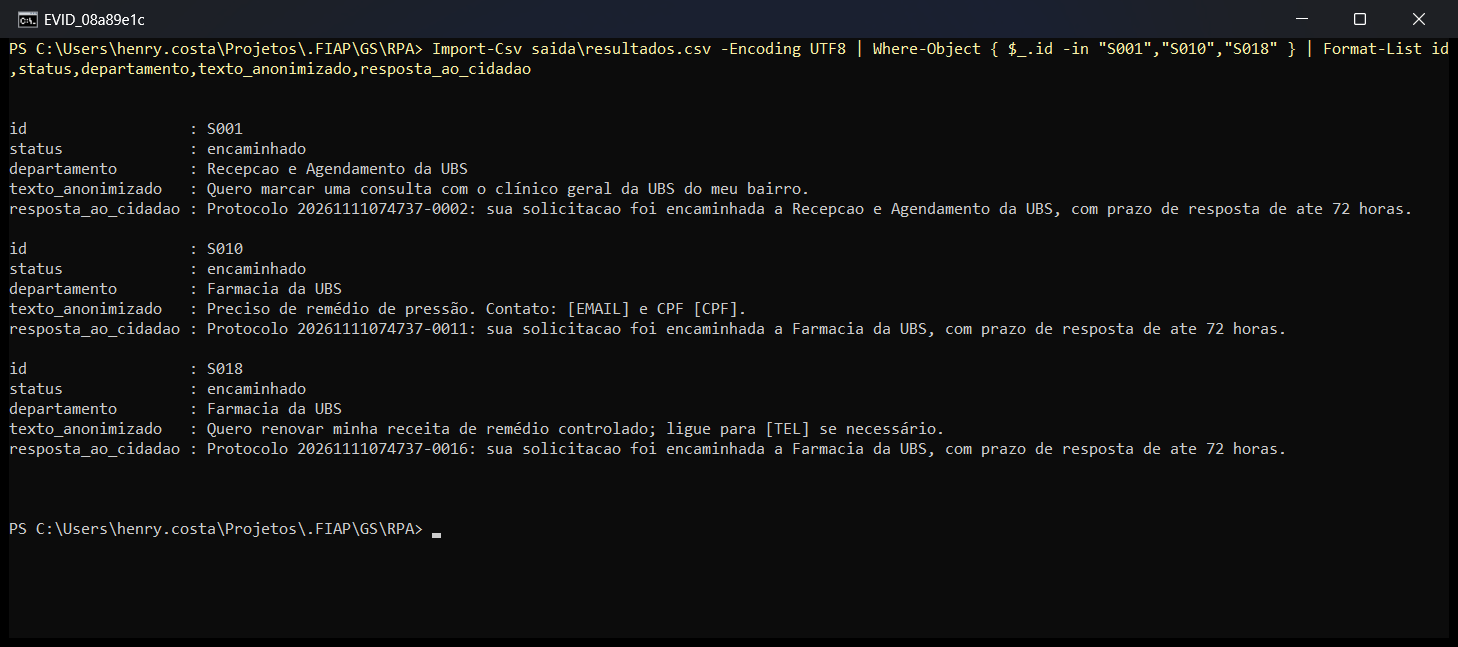 EVID_08a89e1c
PS C:\Users\henry.costa\Projetos\.FIAP\GS\RPA> Import-Csv saida\resultados.csv -Encoding UTF8 | Where-Object { $_.id -in "S001","S010","S018" } | Format-List id
,status,departamento,texto_anonimizado,resposta_ao_cidadao
id                   : S001
status               : encaminhado
departamento         : Recepcao e Agendamento da UBS
texto_anonimizado    : Quero marcar uma consulta com o clínico geral da UBS do meu bairro.
resposta_ao_cidadao : Protocolo 20261111074737-0002: sua solicitacao foi encaminhada a Recepcao e Agendamento da UBS, com prazo de resposta de ate 72 horas.
id                   : S010
status               : encaminhado
departamento         : Farmacia da UBS
texto_anonimizado    : Preciso de remédio de pressão. Contato: [EMAIL] e CPF [CPF].
resposta_ao_cidadao : Protocolo 20261111074737-0011: sua solicitacao foi encaminhada a Farmacia da UBS, com prazo de resposta de ate 72 horas.
id                   : S018
status               : encaminhado
departamento         : Farmacia da UBS
texto_anonimizado    : Quero renovar minha receita de remédio controlado; ligue para [TEL] se necessário.
resposta_ao_cidadao : Protocolo 20261111074737-0016: sua solicitacao foi encaminhada a Farmacia da UBS, com prazo de resposta de ate 72 horas.
PS C:\Users\henry.costa\Projetos\.FIAP\GS\RPA>